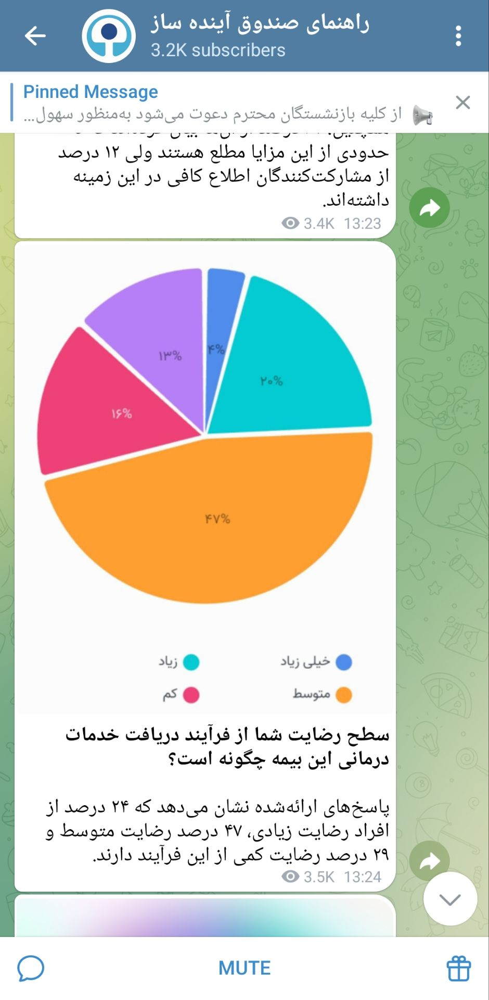 راهنمای صندوق آینده ساز
3.2K subscribers
Pinned Message
از کلیه بازنشستگان محترم دعوت می‌شود به‌منظور سهول...
حدودی از این مزایا مطلع هستند ولی ۱۲ درصد
از مشارکت‌کنندگان اطلاع کافی در این زمینه
داشته‌اند.
3.4K 13:23
۱۳%
۴%
۲۰%
۱۶%
۴۷%
خیلی زیاد
زیاد
متوسط
کم
سطح رضایت شما از فرآیند دریافت خدمات
درمانی این بیمه چگونه است؟
پاسخ‌های ارائه‌شده نشان می‌دهد که ۲۴ درصد از
افراد رضایت زیادی، ۴۷ درصد رضایت متوسط و
۲۹ درصد رضایت کمی از این فرآیند دارند.
3.5K 13:24
MUTE